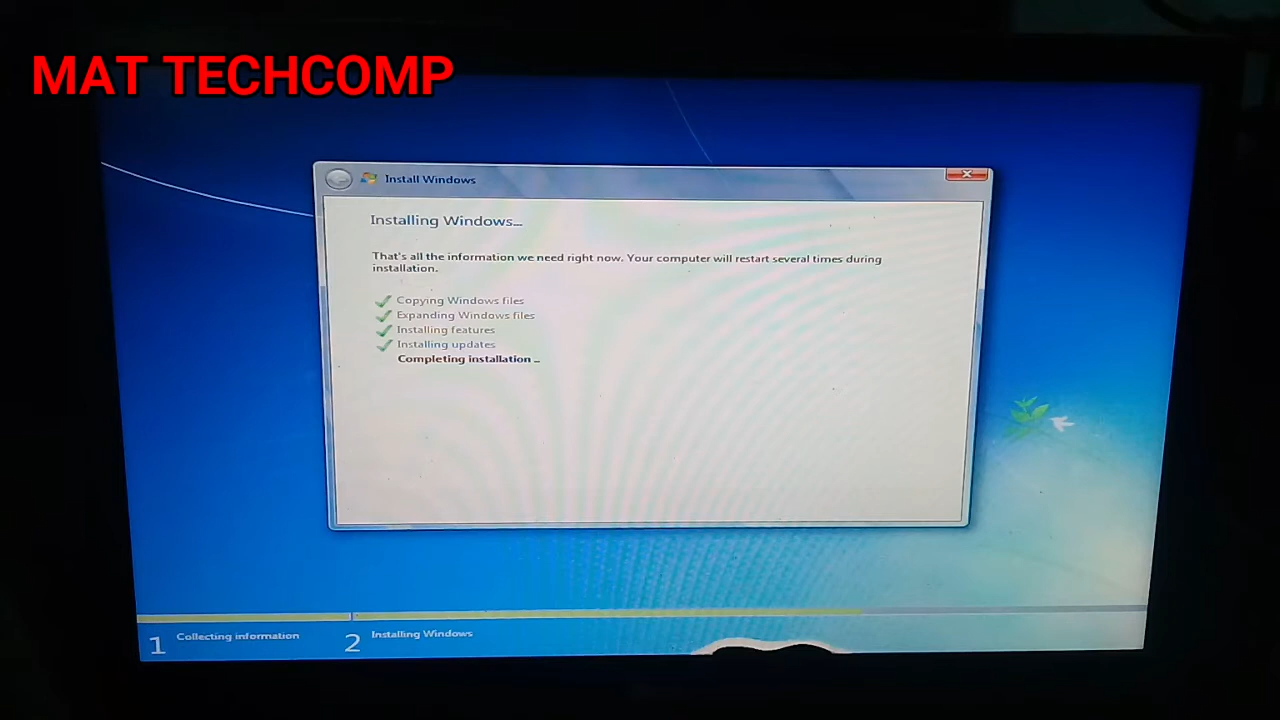 MAT TECHCOMP
Install Windows
Installing Windows...
That's all the information we need right now. Your computer will restart several times during
installation.
Copying Windows files
Expanding Windows files
Installing features
Installing updates
Completing installation ...
1 Collecting information
2 Installing Windows